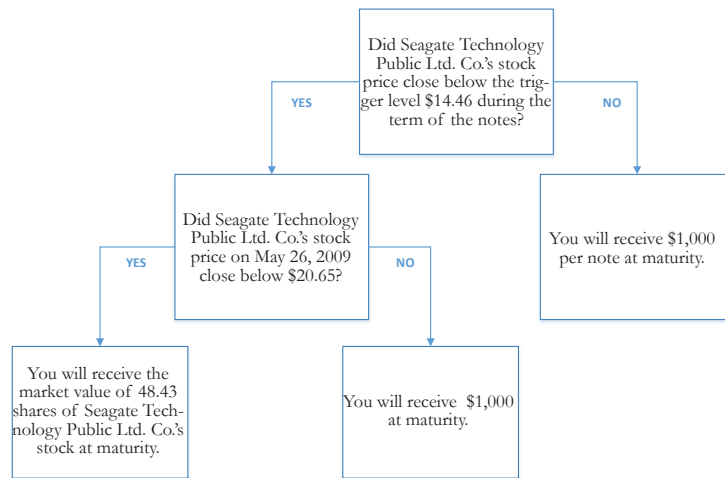 Did Seagate Technology
Public Ltd. Co.'s stock
price close below the trig-
ger level $14.46 during the
term of the notes?
YES
NO
Did Seagate Technology
Public Ltd. Co.'s stock
price on May 26, 2009
close below $20.65?
You will receive $1,000
per note at maturity.
YES
NO
You will receive the
market value of 48.43
shares of Seagate Tech-
nology Public Ltd. Co.'s
stock at maturity.
You will receive $1,000
at maturity.